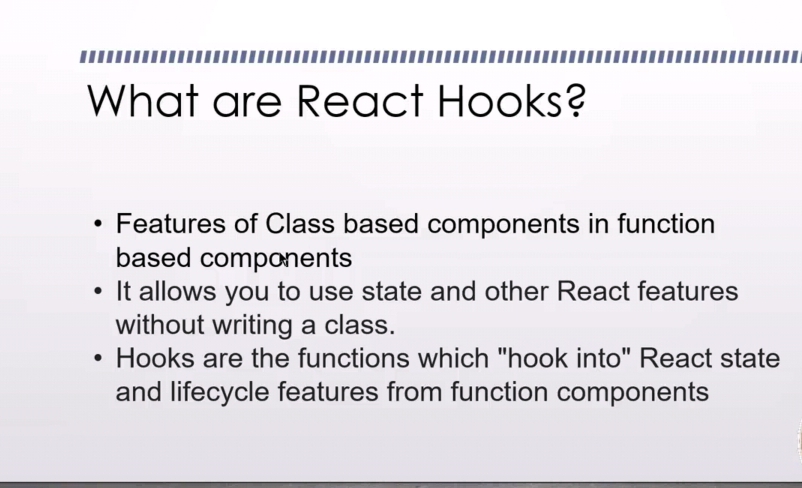 What are React Hooks?
• Features of Class based components in function
based components
• It allows you to use state and other React features
without writing a class.
• Hooks are the functions which "hook into" React state
and lifecycle features from function components